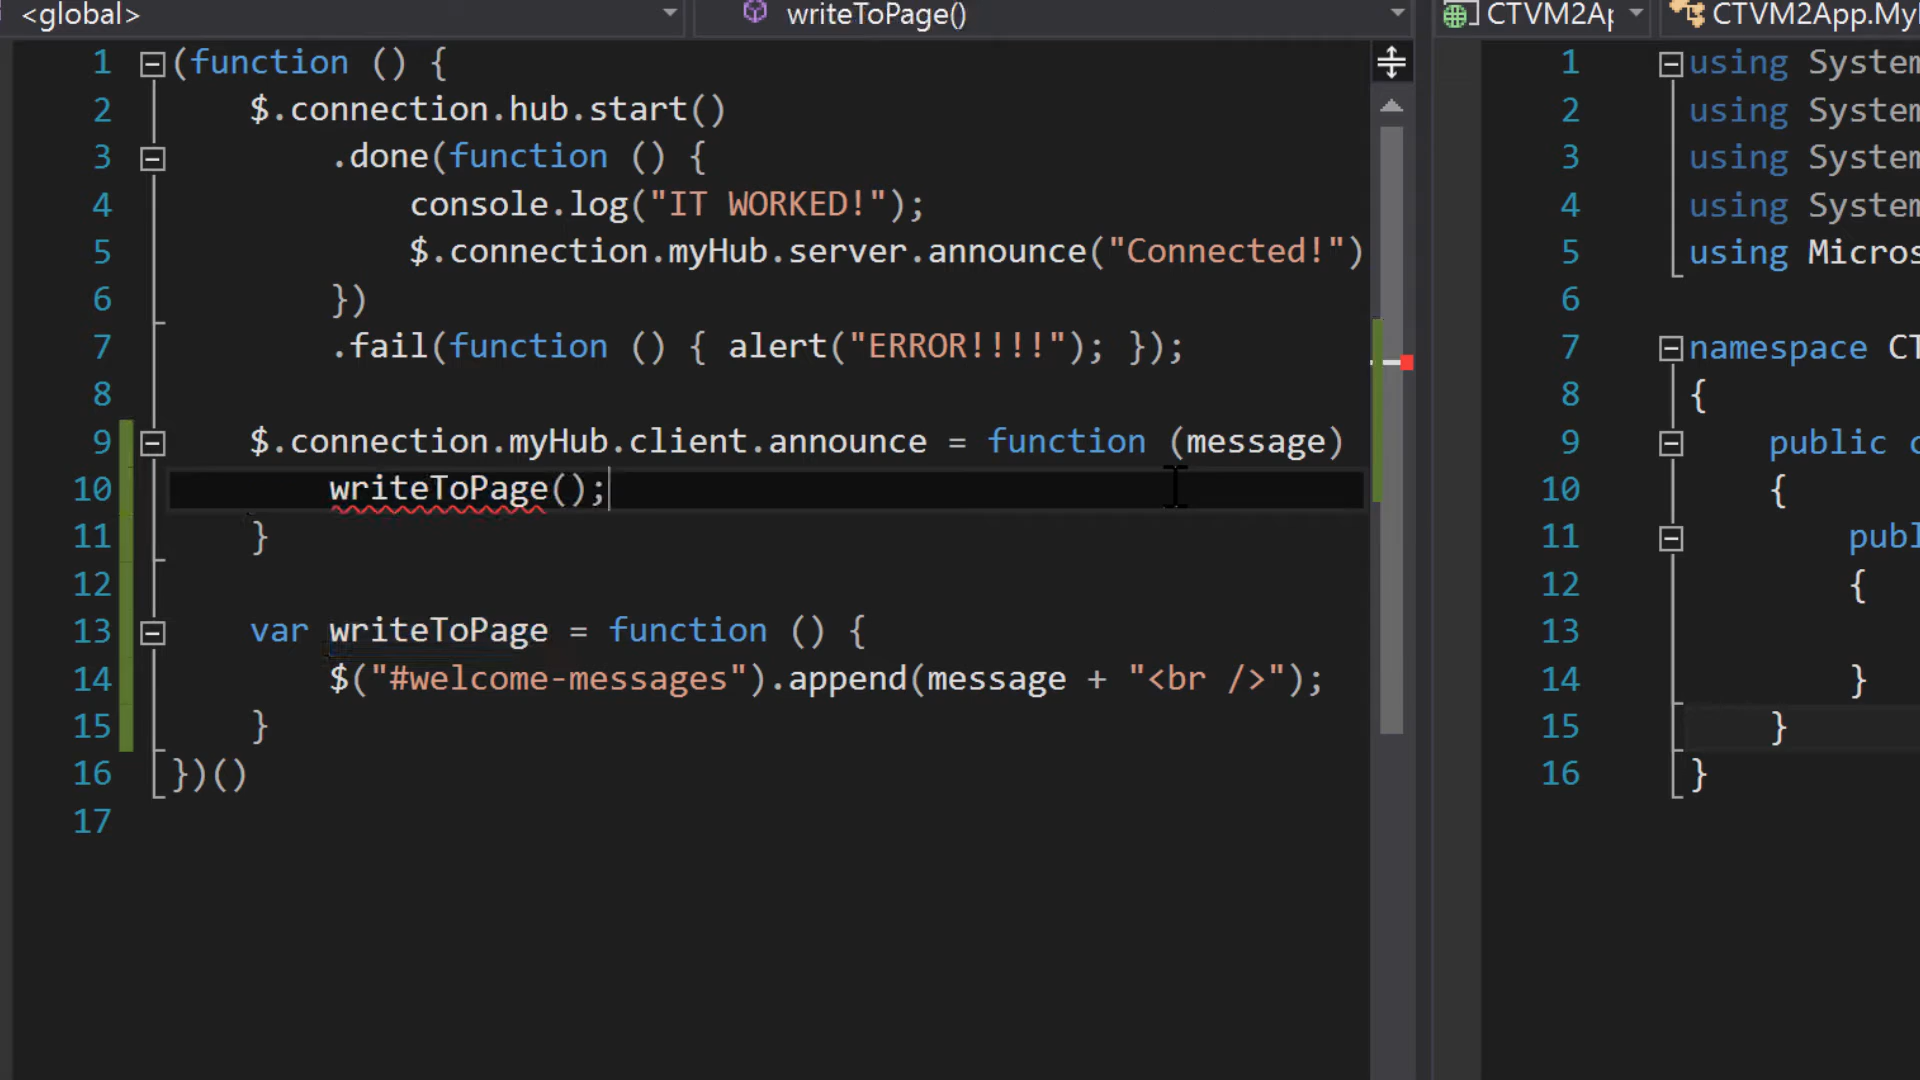 <global>
writeToPage()
1 (function () {
2 $.connection.hub.start()
3 .done(function () {
4 console.log("IT WORKED!");
5 $.connection.myHub.server.announce("Connected!")
6 })
7 .fail(function () { alert("ERROR!!!!"); });
8
9 $.connection.myHub.client.announce = function (message)
10 writeToPage();
11 }
12
13 var writeToPage = function () {
14 $("#welcome-messages").append(message + "<br />");
15 }
16 })()
17
CTVM2Ap
CTVM2App.MyH
1 using System
2 using System
3 using System
4 using System
5 using Micros
6
7 namespace CT
8 {
9 public c
10 {
11 publ
12 {
13
14 }
15 }
16 }